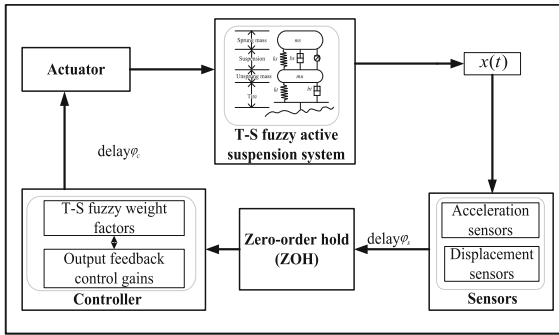 Actuator
Sprung mass
Suspension
Unsprung mass
Tire
ms
ks
bs
mu
kt
bt
T-S fuzzy active
suspension system
x(t)
delayφc
T-S fuzzy weight
factors
Output feedback
control gains
Controller
Zero-order hold
(ZOH)
delayφs
Acceleration
sensors
Displacement
sensors
Sensors